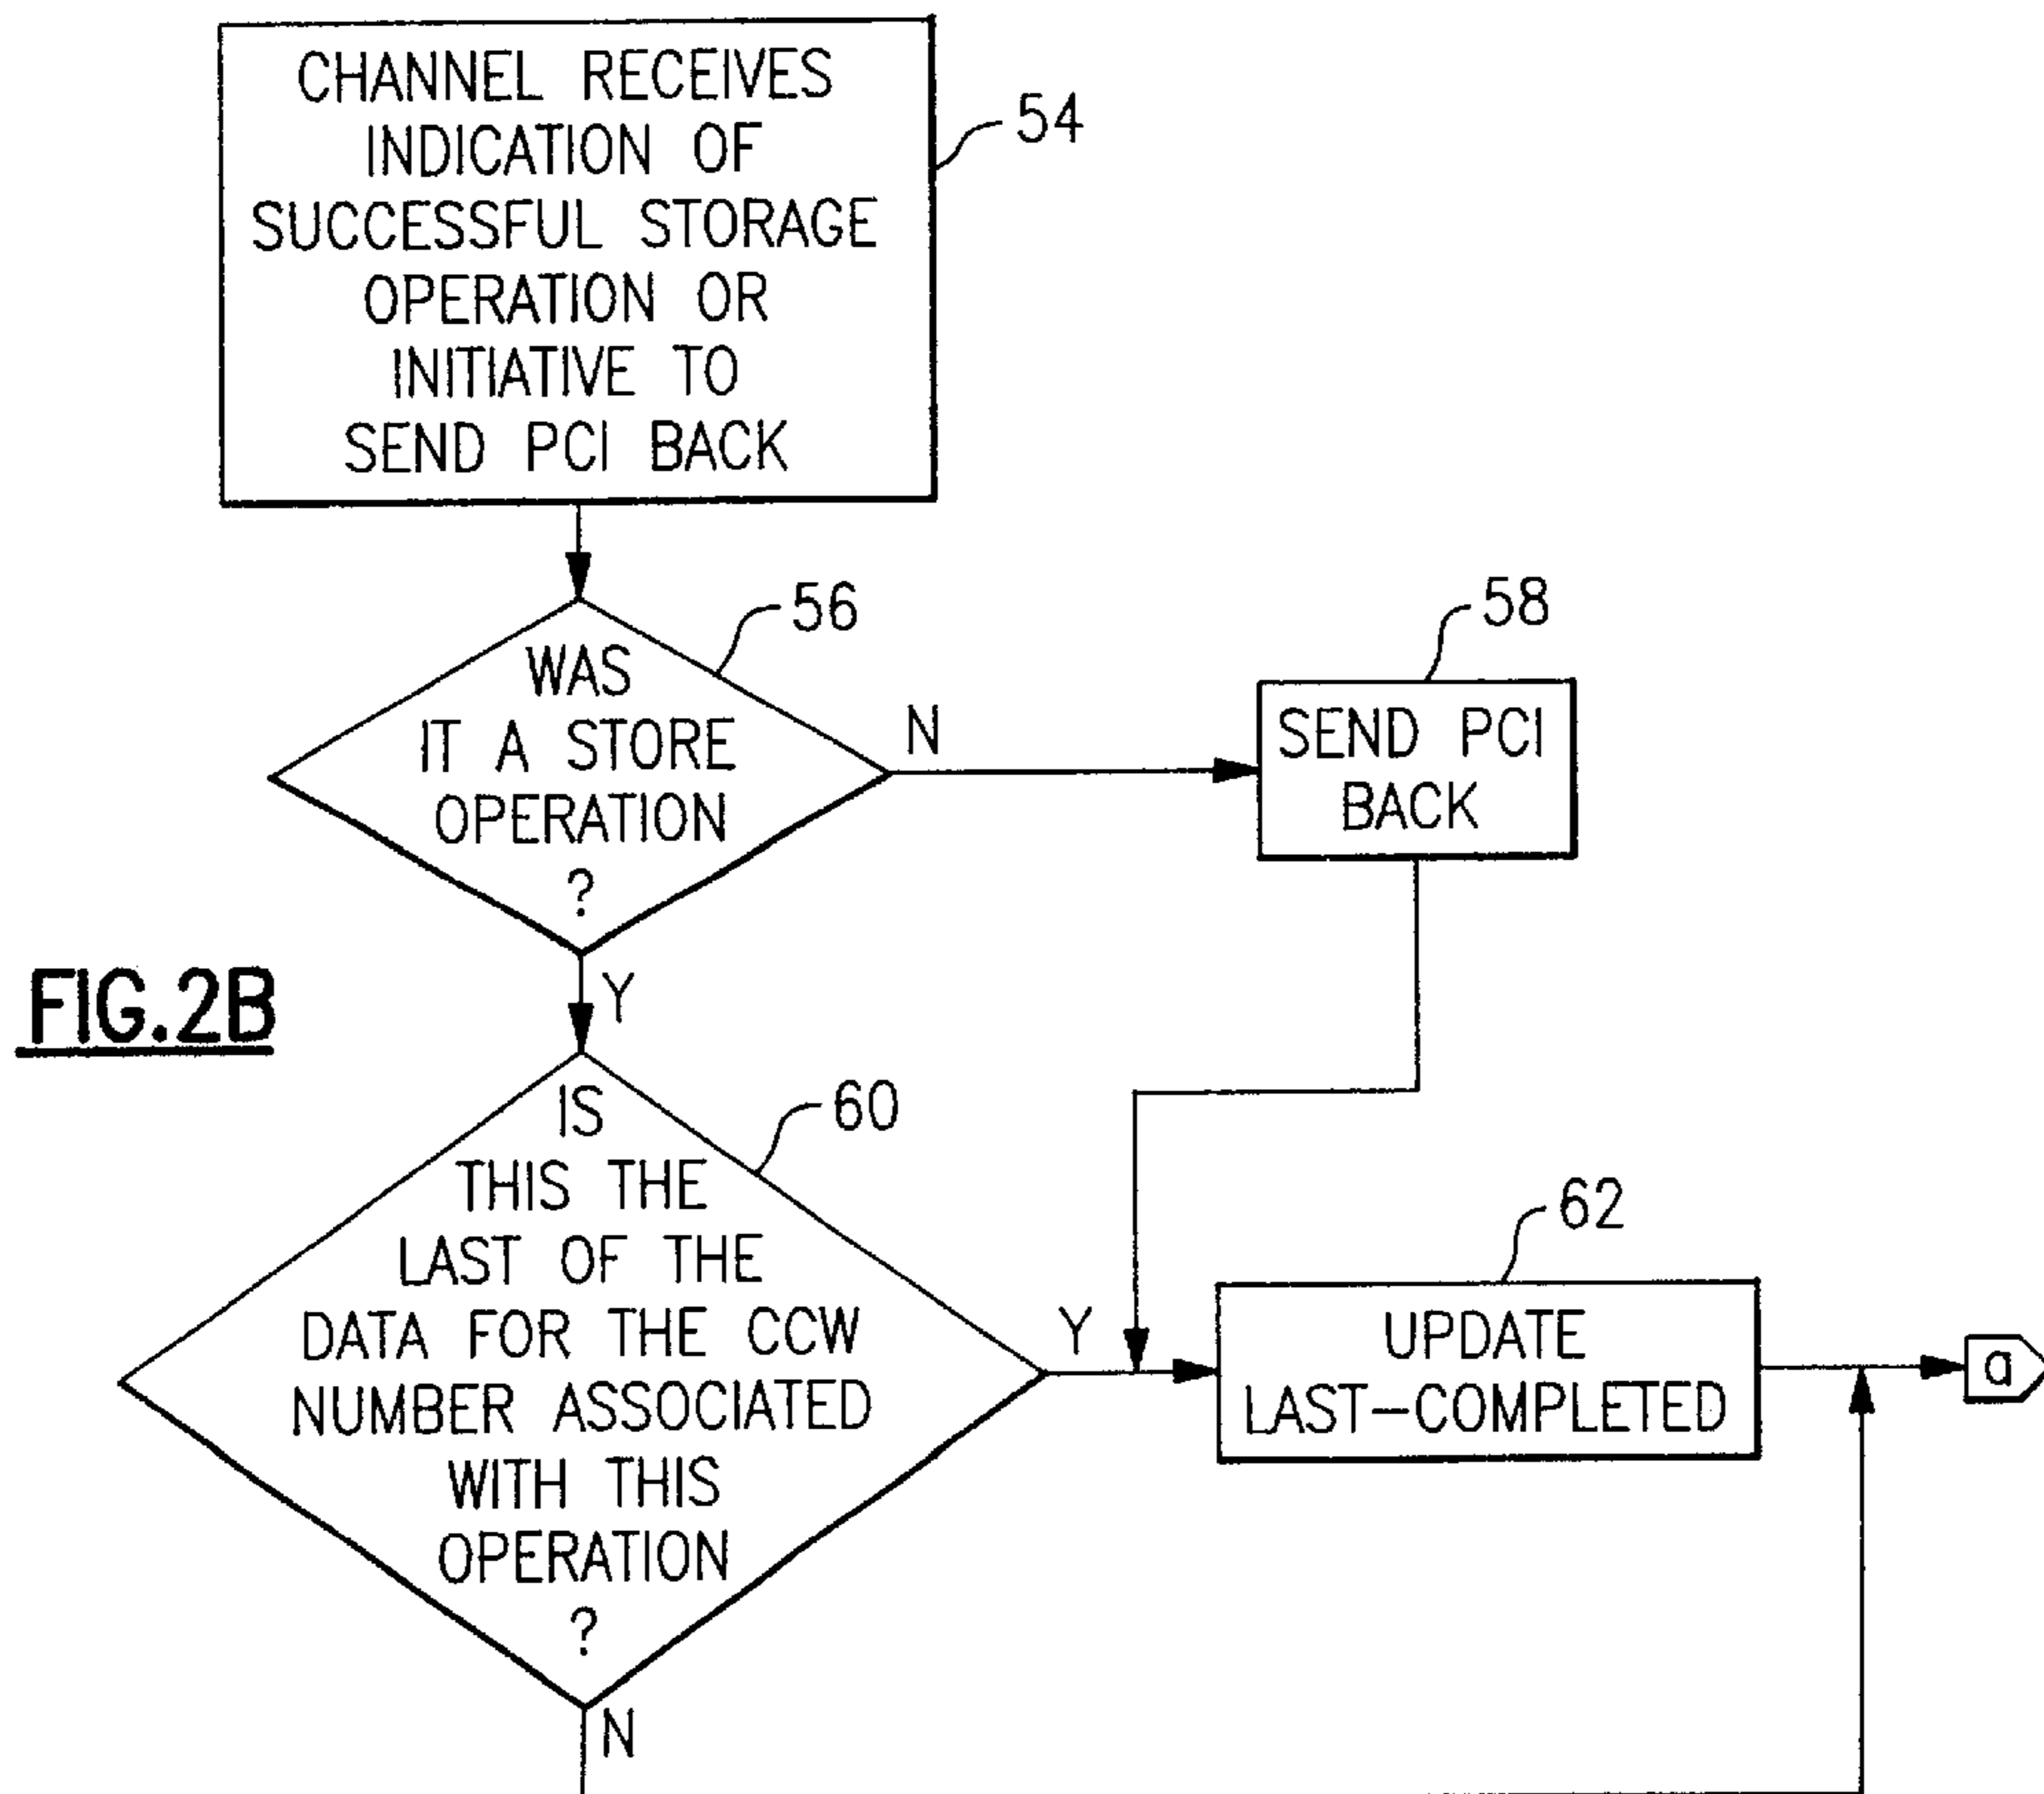 CHANNEL RECEIVES
INDICATION OF
SUCCESSFUL STORAGE
OPERATION OR
INITIATIVE TO
SEND PCI BACK
54
WAS
IT A STORE
OPERATION
?
56
N
SEND PCI
BACK
58
Y
FIG.2B
IS
THIS THE
LAST OF THE
DATA FOR THE CCW
NUMBER ASSOCIATED
WITH THIS
OPERATION
?
60
Y
UPDATE
LAST-COMPLETED
62
a
N